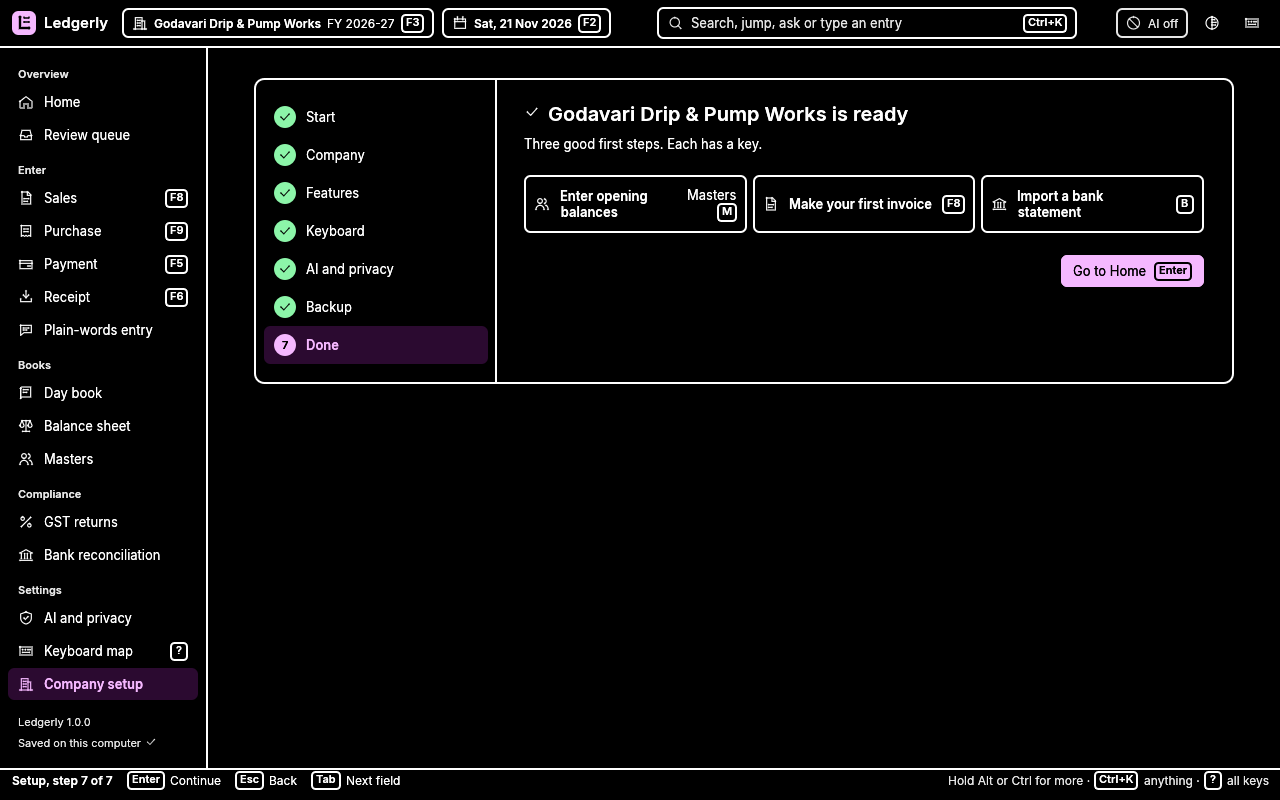 Ledgerly
Godavari Drip & Pump Works FY 2026-27 F3
Sat, 21 Nov 2026 F2
Search, jump, ask or type an entry Ctrl+K
AI off
Overview
Home
Review queue
Enter
Sales F8
Purchase F9
Payment F5
Receipt F6
Plain-words entry
Books
Day book
Balance sheet
Masters
Compliance
GST returns
Bank reconciliation
Settings
AI and privacy
Keyboard map ?
Company setup
Ledgerly 1.0.0
Saved on this computer
Start
Company
Features
Keyboard
AI and privacy
Backup
7 Done
Godavari Drip & Pump Works is ready
Three good first steps. Each has a key.
Enter opening balances Masters M
Make your first invoice F8
Import a bank statement B
Go to Home Enter
Setup, step 7 of 7 Enter Continue Esc Back Tab Next field
Hold Alt or Ctrl for more · Ctrl+K anything · ? all keys